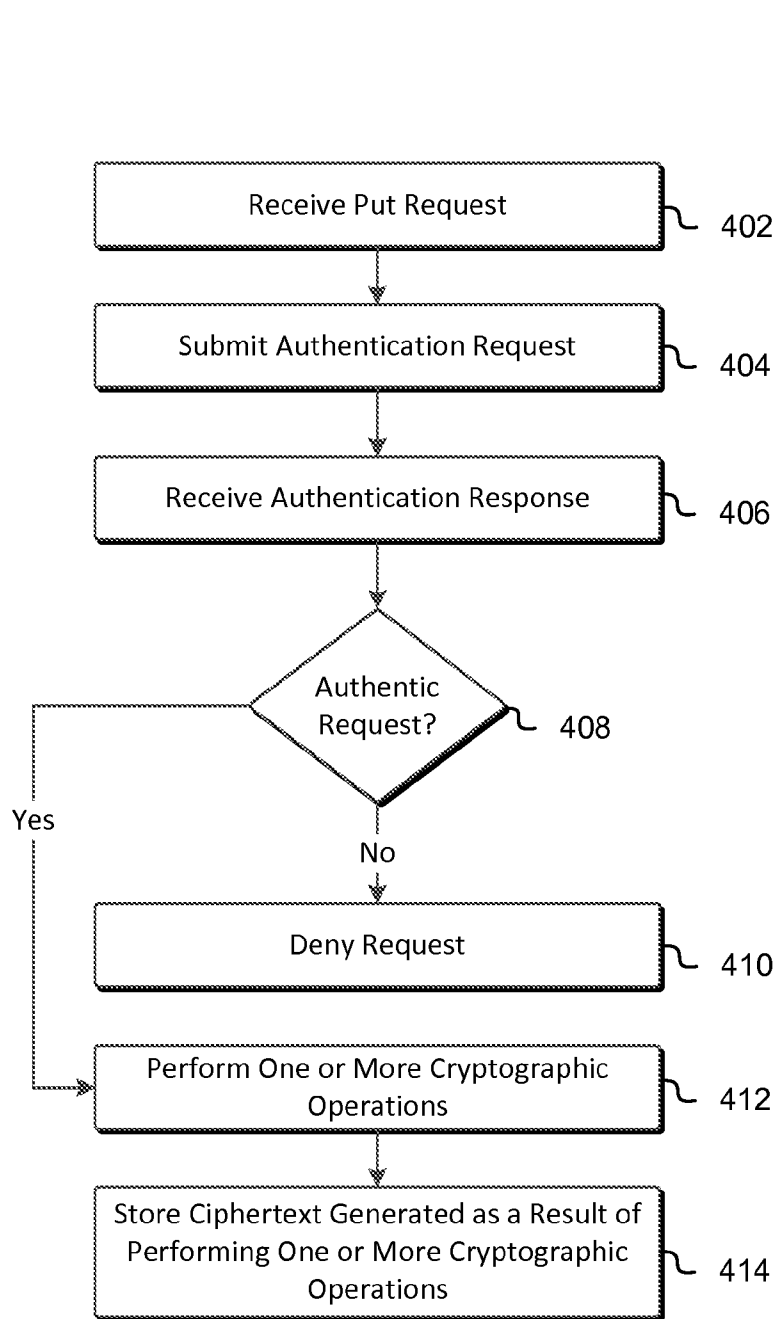 Receive Put Request
402
Submit Authentication Request
404
Receive Authentication Response
406
Authentic
Request?
408
Yes
No
Deny Request
410
Perform One or More Cryptographic
Operations
412
Store Ciphertext Generated as a Result of
Performing One or More Cryptographic
Operations
414